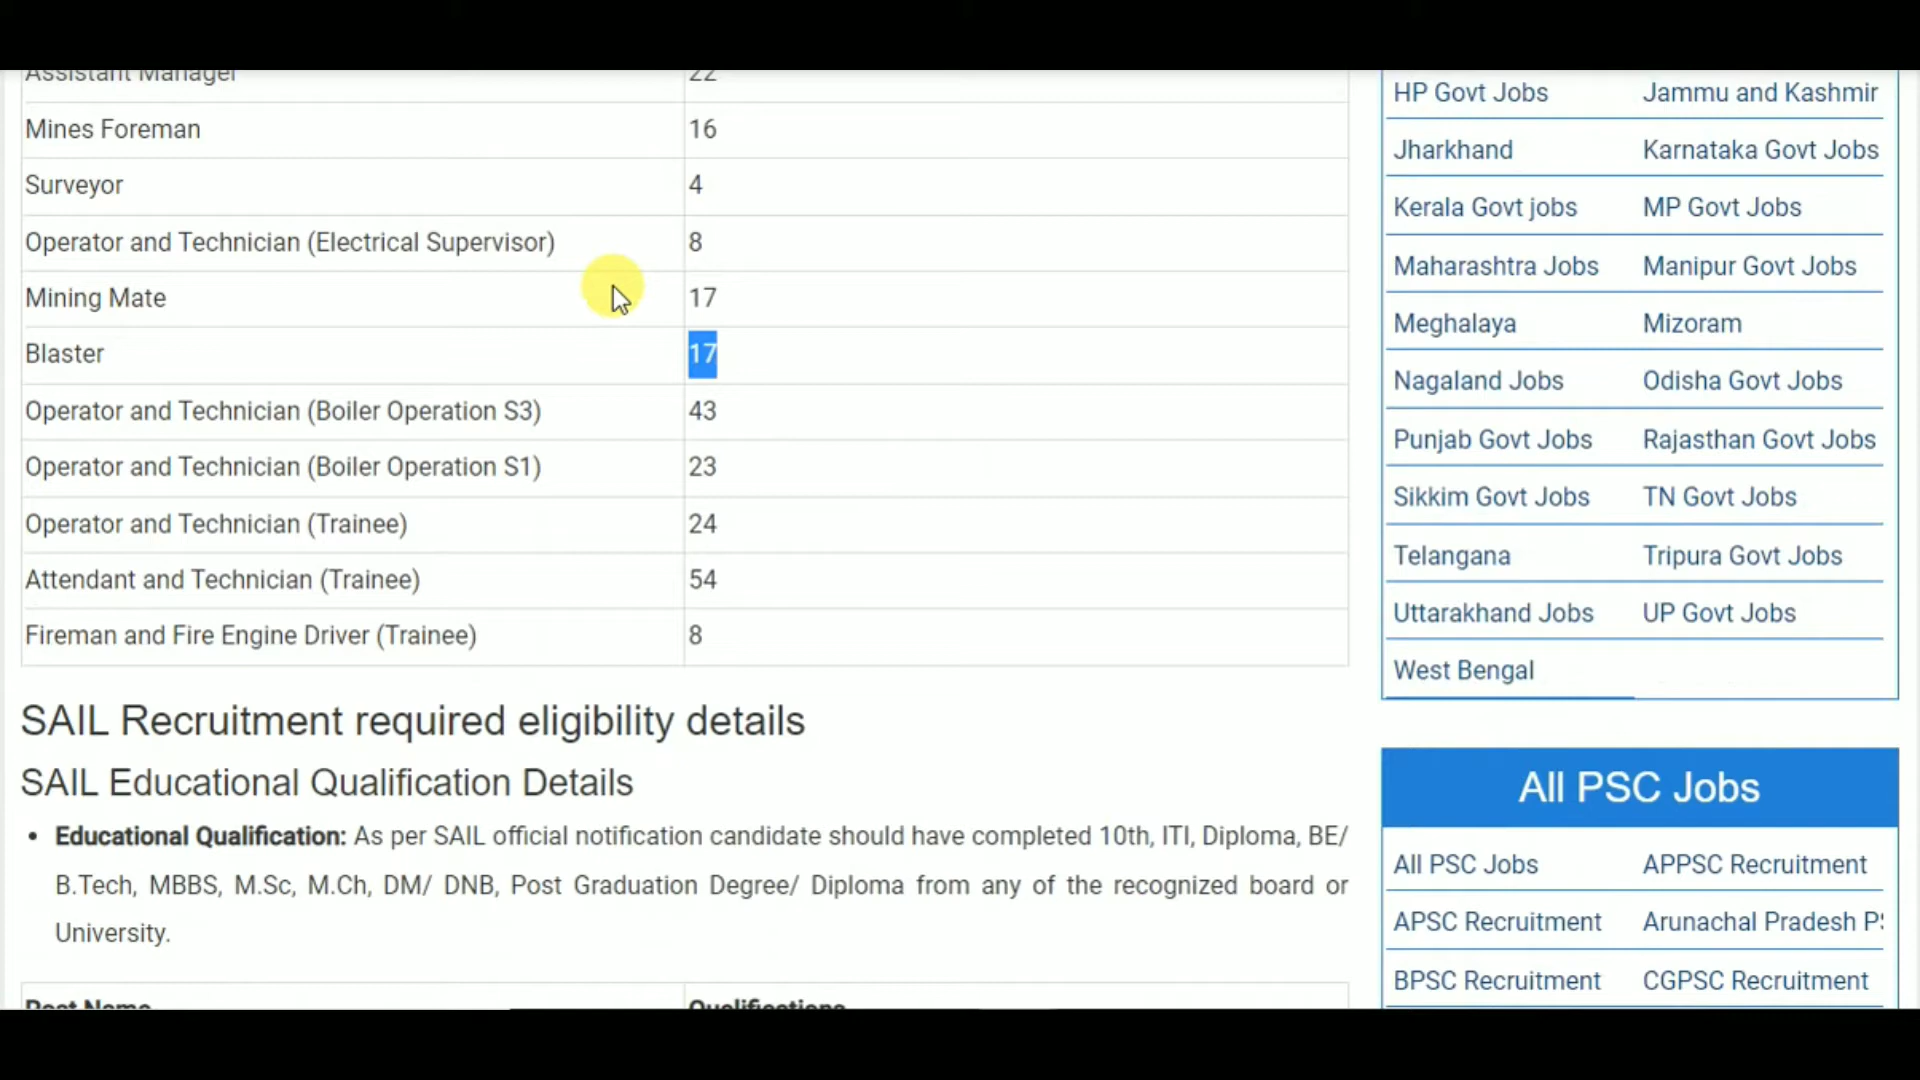 Assistant Manager 22
Mines Foreman 16
Surveyor 4
Operator and Technician (Electrical Supervisor) 8
Mining Mate 17
Blaster 17
Operator and Technician (Boiler Operation S3) 43
Operator and Technician (Boiler Operation S1) 23
Operator and Technician (Trainee) 24
Attendant and Technician (Trainee) 54
Fireman and Fire Engine Driver (Trainee) 8
SAIL Recruitment required eligibility details
SAIL Educational Qualification Details
• Educational Qualification: As per SAIL official notification candidate should have completed 10th, ITI, Diploma, BE/
B.Tech, MBBS, M.Sc, M.Ch, DM/ DNB, Post Graduation Degree/ Diploma from any of the recognized board or
University.
Post Name Qualifications
HP Govt Jobs Jammu and Kashmir
Jharkhand Karnataka Govt Jobs
Kerala Govt jobs MP Govt Jobs
Maharashtra Jobs Manipur Govt Jobs
Meghalaya Mizoram
Nagaland Jobs Odisha Govt Jobs
Punjab Govt Jobs Rajasthan Govt Jobs
Sikkim Govt Jobs TN Govt Jobs
Telangana Tripura Govt Jobs
Uttarakhand Jobs UP Govt Jobs
West Bengal
All PSC Jobs
All PSC Jobs APPSC Recruitment
APSC Recruitment Arunachal Pradesh
BPSC Recruitment CGPSC Recruitment